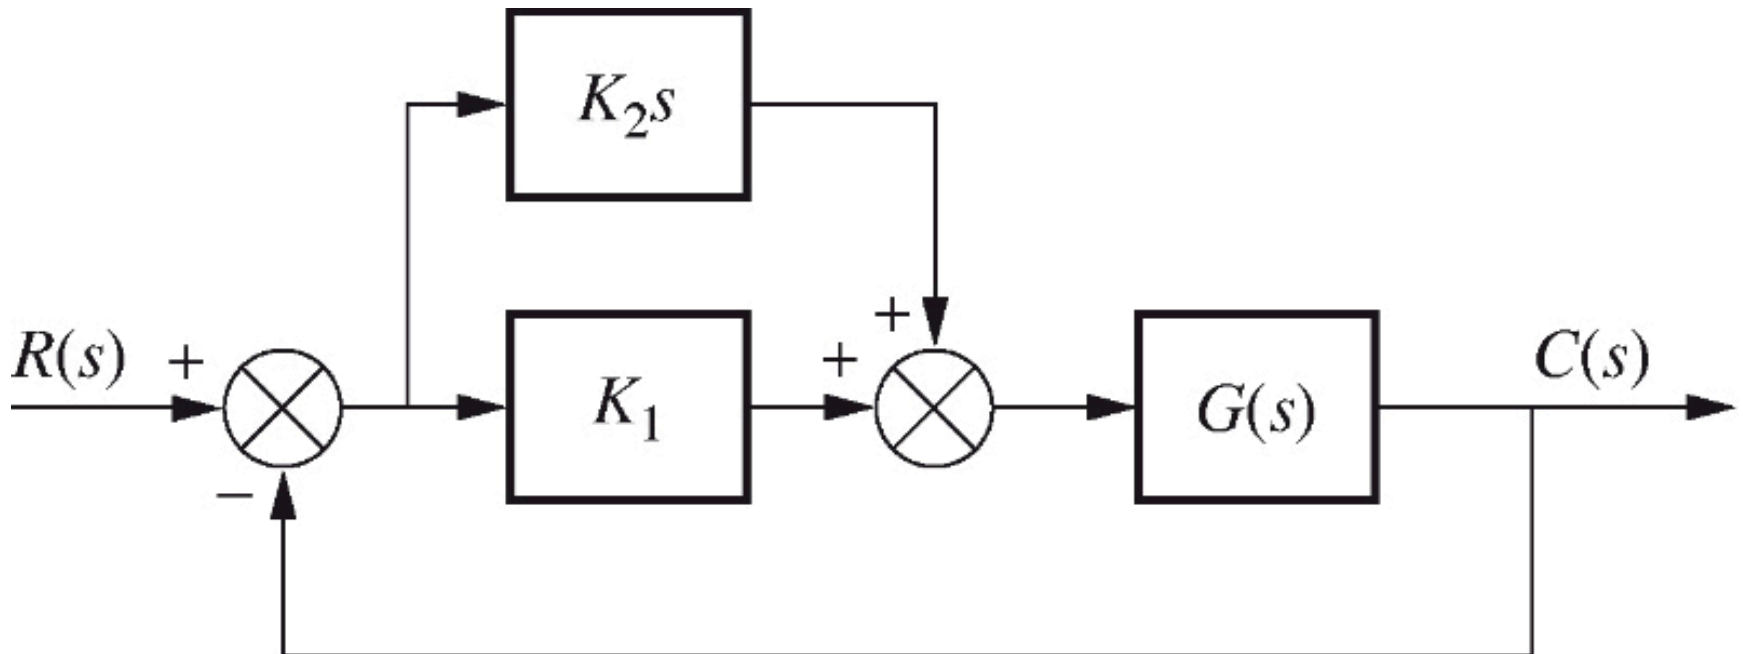 K₂s
+
R(s) + + C(s)
K₁ G(s)
−